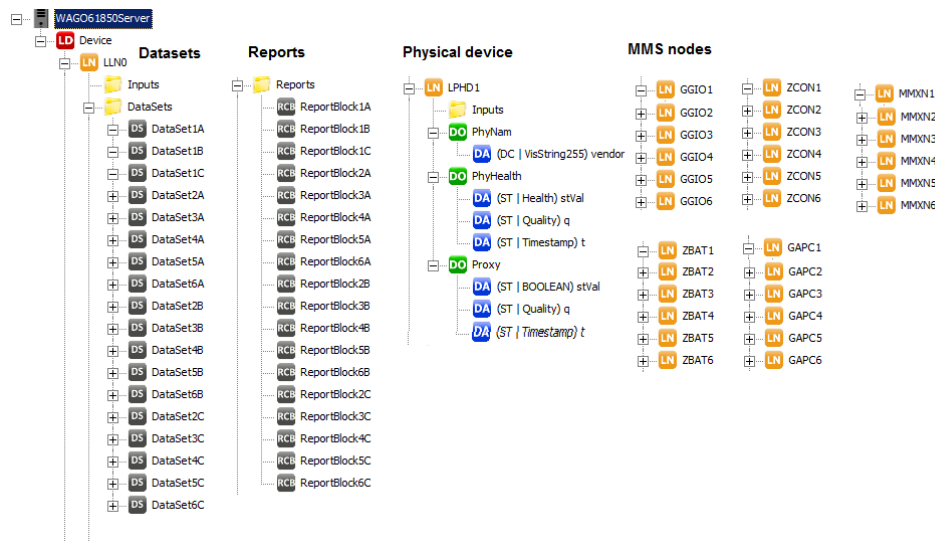 WAGO61850Server
LD Device
LN LLN0
Datasets
Inputs
DataSets
DS DataSet1A
DS DataSet1B
DS DataSet1C
DS DataSet2A
DS DataSet3A
DS DataSet4A
DS DataSet5A
DS DataSet6A
DS DataSet2B
DS DataSet3B
DS DataSet4B
DS DataSet5B
DS DataSet6B
DS DataSet2C
DS DataSet3C
DS DataSet4C
DS DataSet5C
DS DataSet6C
Reports
Reports
RCB ReportBlock1A
RCB ReportBlock1B
RCB ReportBlock1C
RCB ReportBlock2A
RCB ReportBlock3A
RCB ReportBlock4A
RCB ReportBlock5A
RCB ReportBlock6A
RCB ReportBlock2B
RCB ReportBlock3B
RCB ReportBlock4B
RCB ReportBlock5B
RCB ReportBlock6B
RCB ReportBlock2C
RCB ReportBlock3C
RCB ReportBlock4C
RCB ReportBlock5C
RCB ReportBlock6C
Physical device
LN LPHD1
Inputs
DO PhyNam
DA (DC | VisString255) vendor
DO PhyHealth
DA (ST | Health) stVal
DA (ST | Quality) q
DA (ST | Timestamp) t
DO Proxy
DA (ST | BOOLEAN) stVal
DA (ST | Quality) q
DA (ST | Timestamp) t
MMS nodes
LN GGIO1
LN GGIO2
LN GGIO3
LN GGIO4
LN GGIO5
LN GGIO6
LN ZCON1
LN ZCON2
LN ZCON3
LN ZCON4
LN ZCON5
LN ZCON6
LN MMXN1
LN MMXN2
LN MMXN3
LN MMXN4
LN MMXN5
LN MMXN6
LN ZBAT1
LN ZBAT2
LN ZBAT3
LN ZBAT4
LN ZBAT5
LN ZBAT6
LN GAPC1
LN GAPC2
LN GAPC3
LN GAPC4
LN GAPC5
LN GAPC6